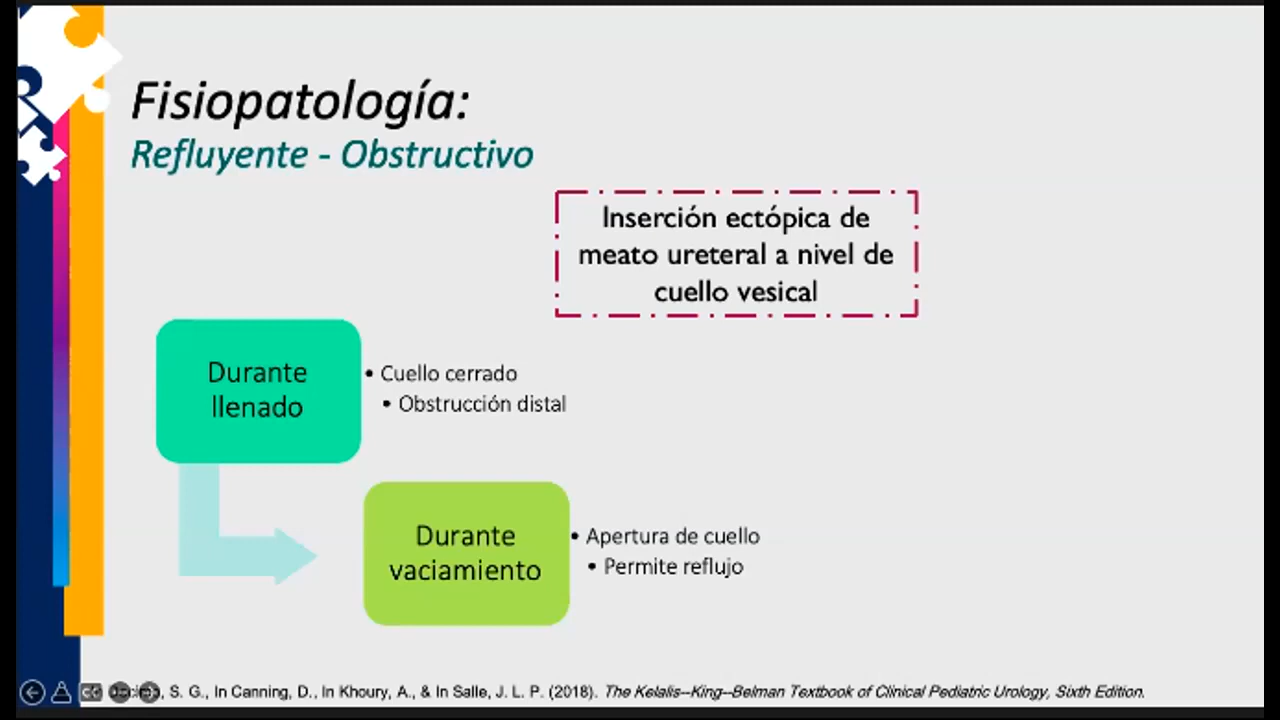 Fisiopatología:
Refluyente - Obstructivo
Inserción ectópica de
meato ureteral a nivel de
cuello vesical
Durante
llenado
• Cuello cerrado
• Obstrucción distal
Durante
vaciamiento
• Apertura de cuello
• Permite reflujo
S. G., In Canning, D., In Khoury, A., & In Salle, J. L. P. (2018). The Kelalis--King--Belman Textbook of Clinical Pediatric Urology, Sixth Edition.